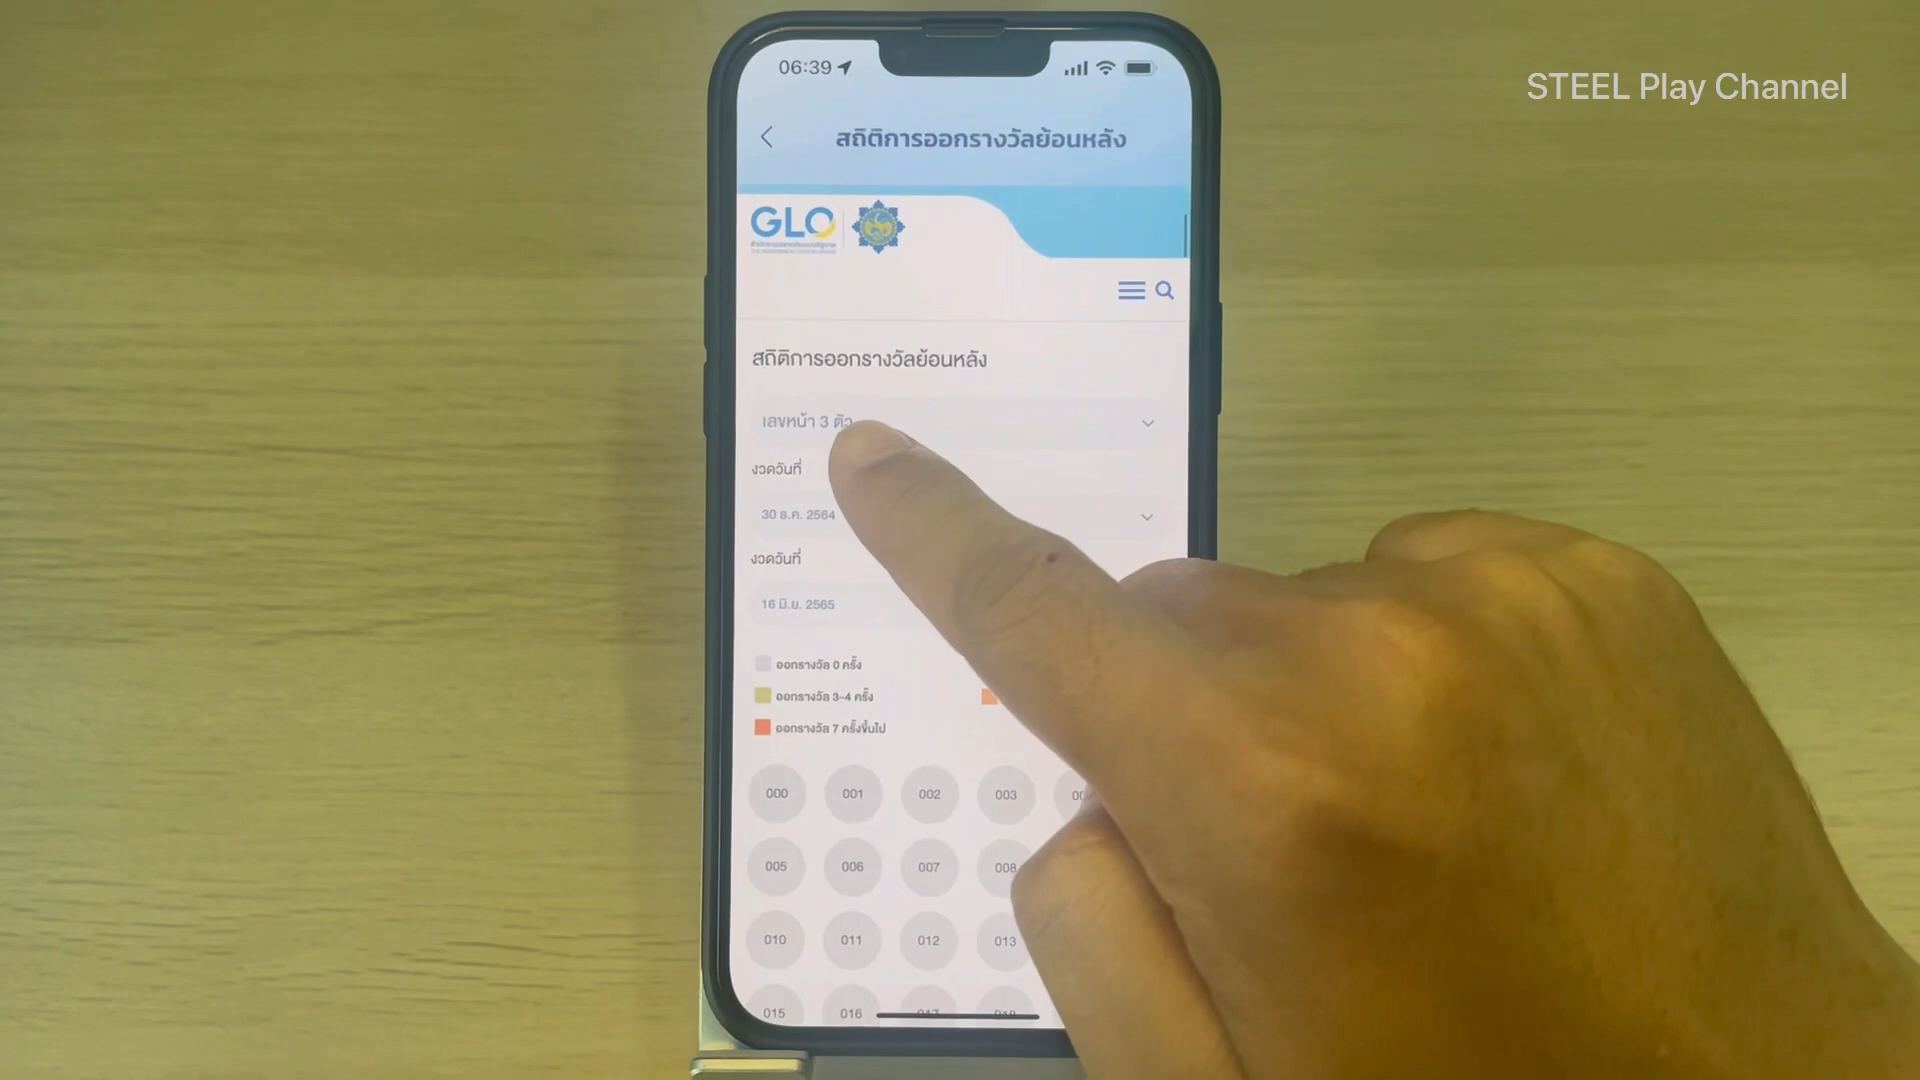 06:39
STEEL Play Channel
สถิติการออกรางวัลย้อนหลัง
GLO
สถิติการออกรางวัลย้อนหลัง
เลขหน้า 3 ตัว
งวดวันที่
30 ธ.ค. 2564
งวดวันที่
16 มิ.ย. 2565
ออกรางวัล 0 ครั้ง
ออกรางวัล 3-4 ครั้ง
ออกรางวัล 7 ครั้งขึ้นไป
000 001 002 003
005 006 007 008
010 011 012 013
015 016